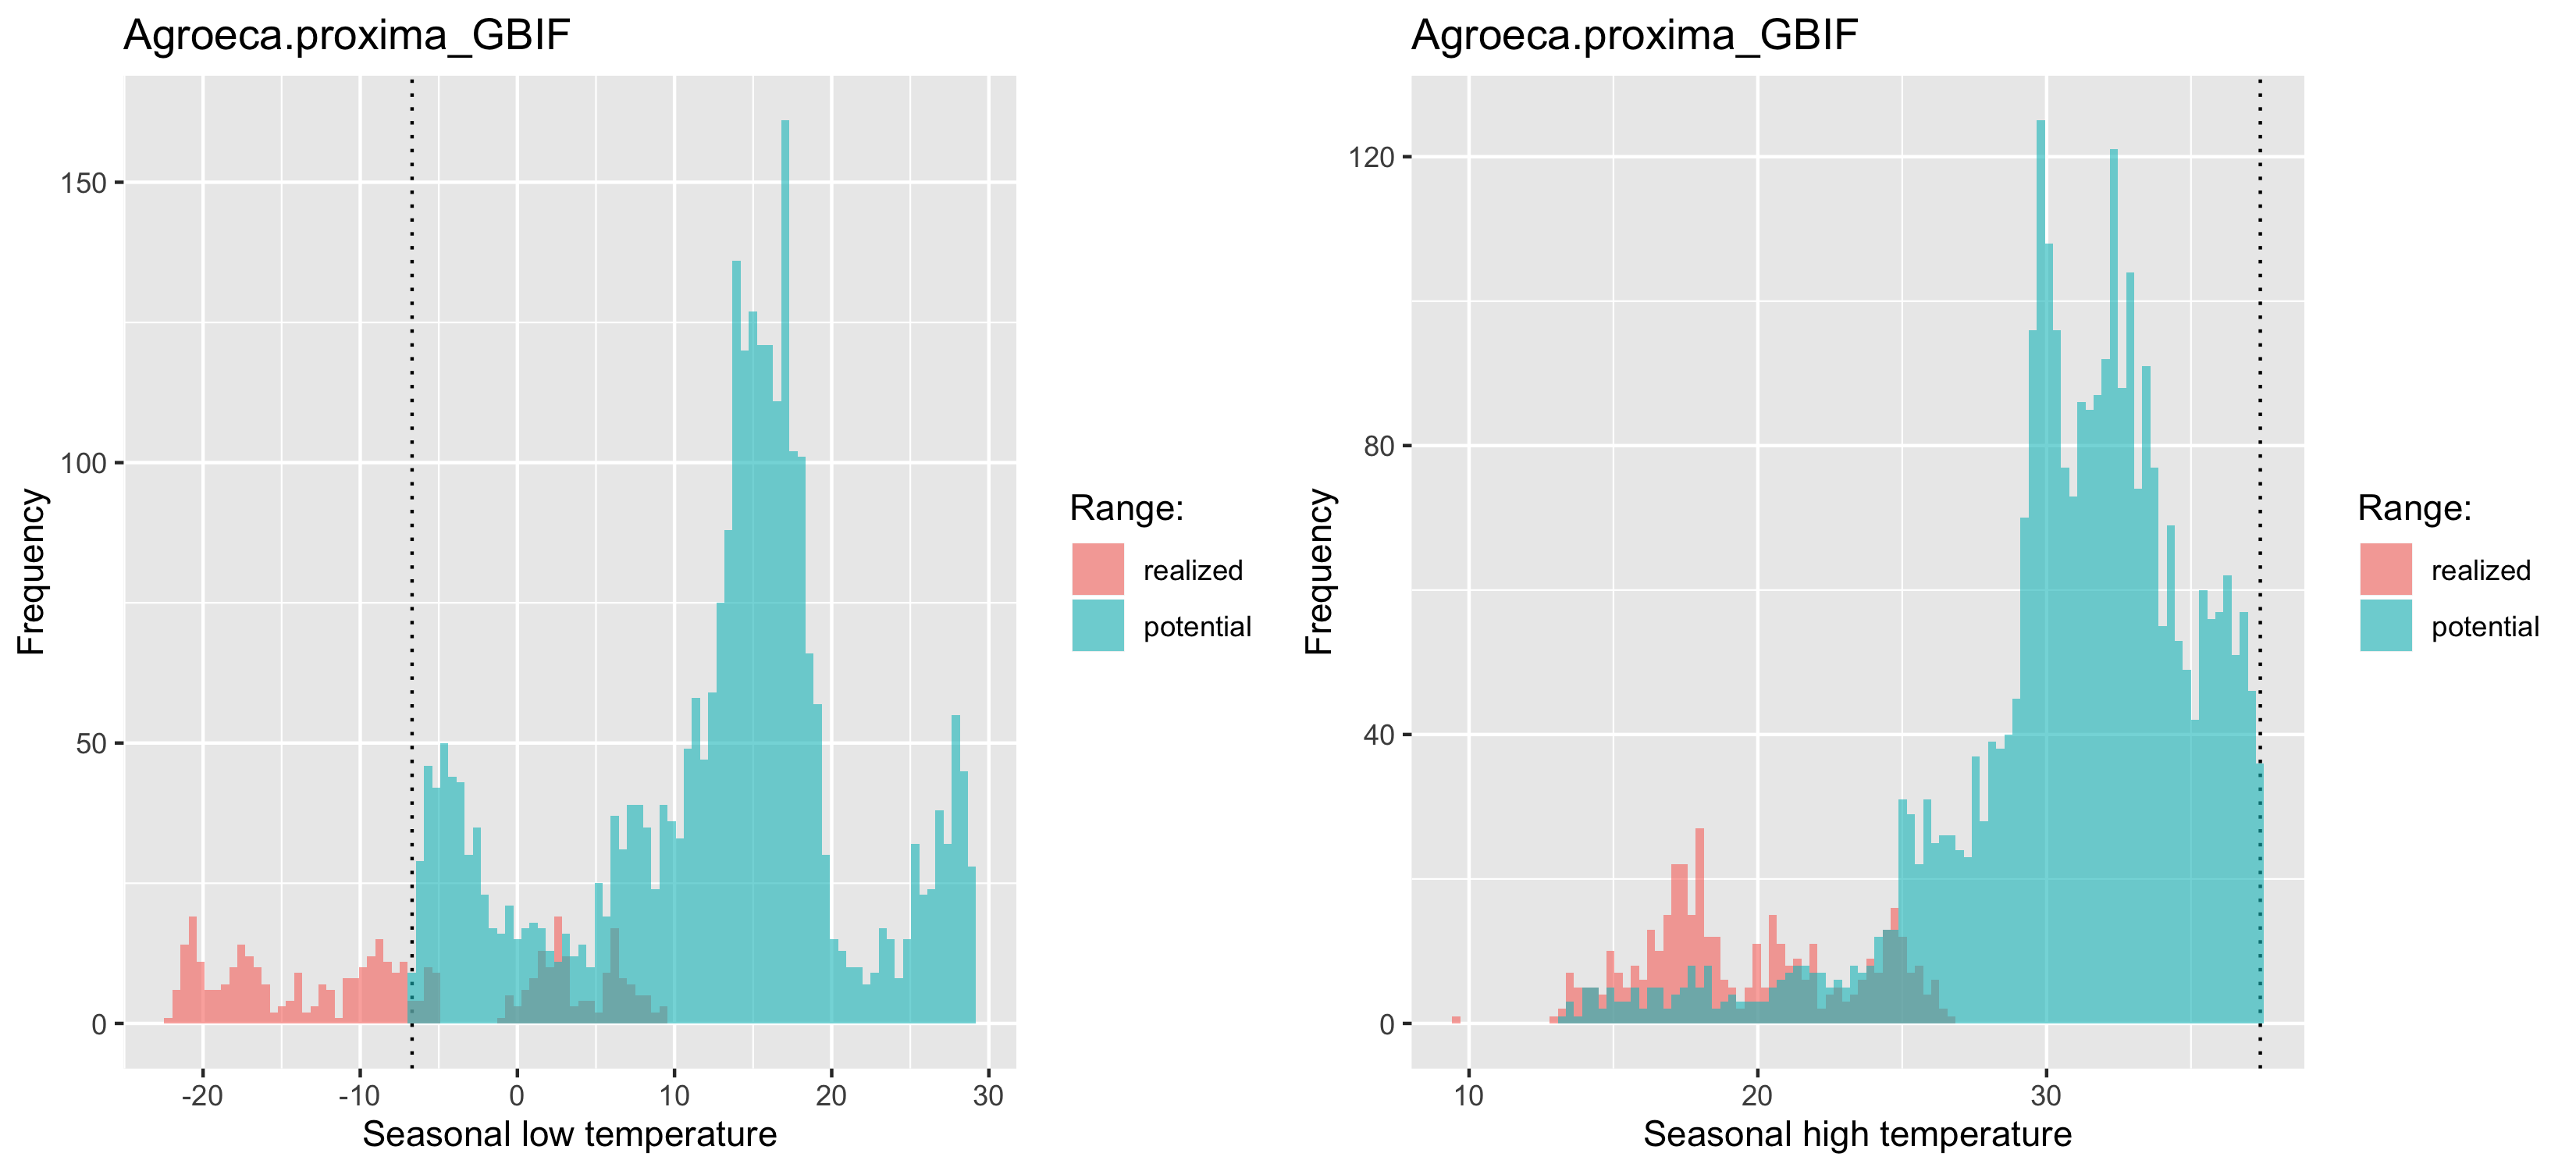 Agroeca.proxima_GBIF
150
100
50
0
-20 -10 0 10 20 30
Seasonal low temperature
Frequency
Range:
realized
potential
Agroeca.proxima_GBIF
120
80
40
0
10 20 30
Seasonal high temperature
Frequency
Range:
realized
potential